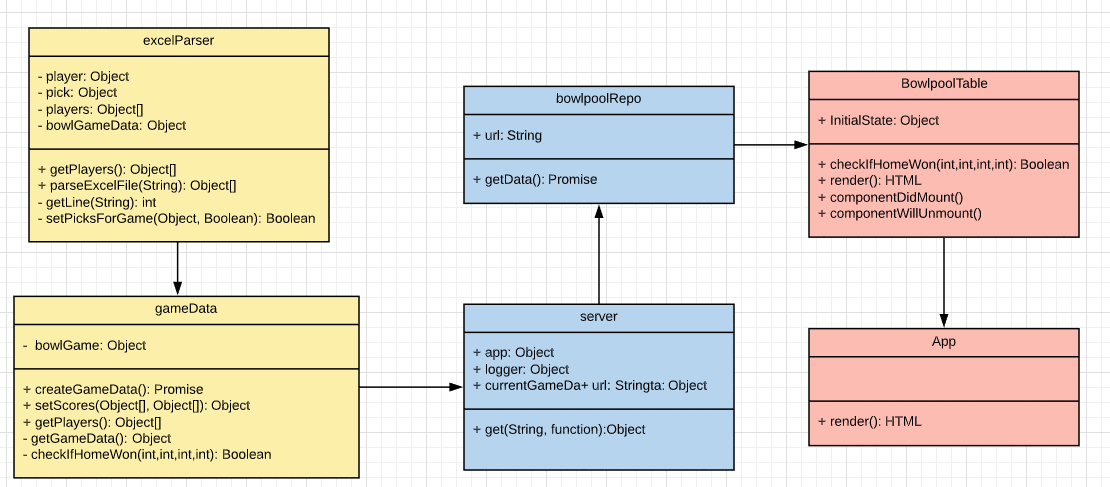 excelParser
- player: Object
- pick: Object
- players: Object[]
- bowlGameData: Object
+ getPlayers(): Object[]
+ parseExcelFile(String): Object[]
- getLine(String): int
- setPicksForGame(Object, Boolean): Boolean
gameData
- bowlGame: Object
+ createGameData(): Promise
+ setScores(Object[], Object[]): Object
+ getPlayers(): Object[]
- getGameData(): Object
- checkIfHomeWon(int,int,int,int): Boolean
bowlpoolRepo
+ url: String
+ getData(): Promise
server
+ app: Object
+ logger: Object
+ currentGameDa+ url: Stringta: Object
+ get(String, function):Object
BowlpoolTable
+ InitialState: Object
+ checkIfHomeWon(int,int,int,int): Boolean
+ render(): HTML
+ componentDidMount()
+ componentWillUnmount()
App
+ render(): HTML